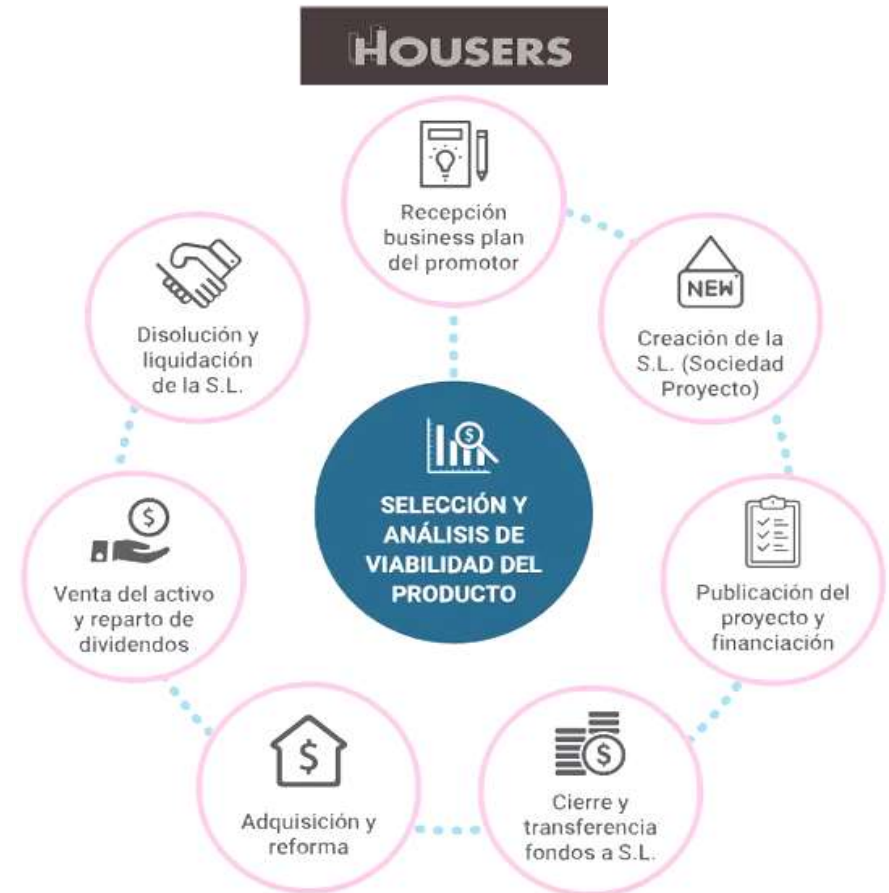 HOUSERS
Recepción
business plan
del promotor
NEW
Creación de la
S.L. (Sociedad
Proyecto)
Publicación del
proyecto y
financiación
$
Cierre y
transferencia
fondos a S.L.
$
Adquisición y
reforma
$
Venta del activo
y reparto de
dividendos
Disolución y
liquidación
de la S.L.
$
SELECCIÓN Y
ANÁLISIS DE
VIABILIDAD DEL
PRODUCTO